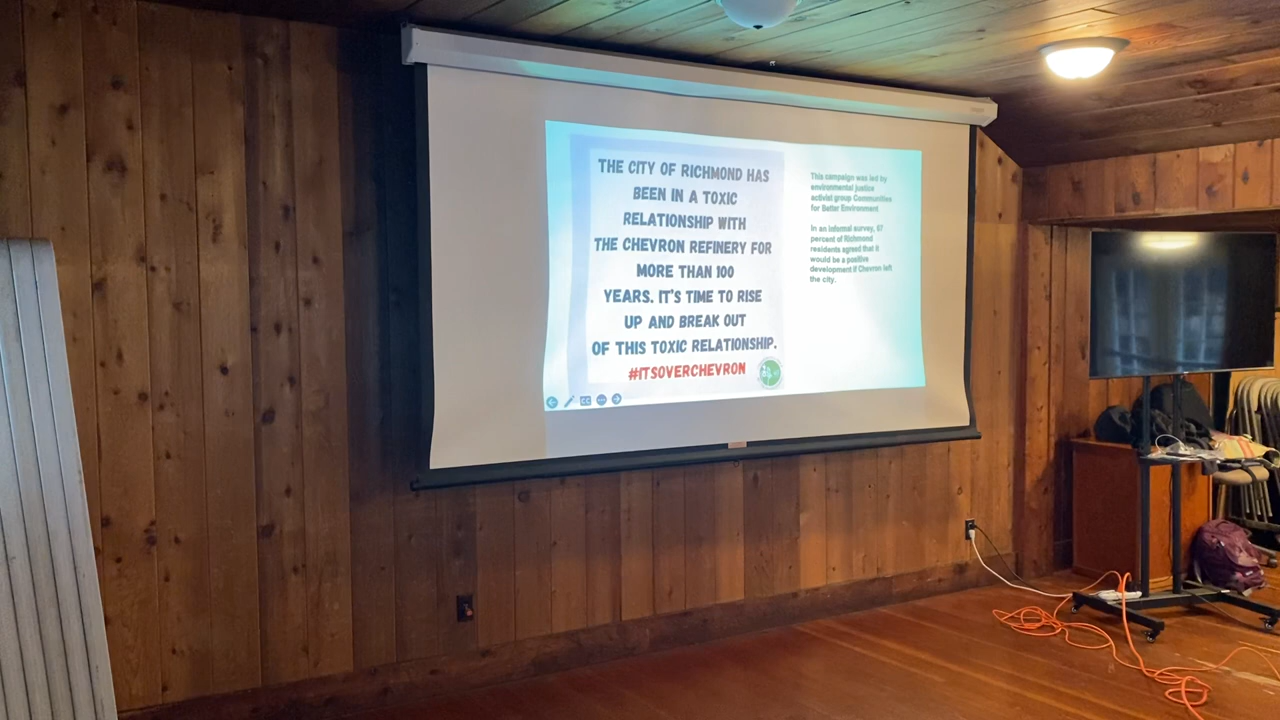 THE CITY OF RICHMOND HAS
BEEN IN A TOXIC
RELATIONSHIP WITH
THE CHEVRON REFINERY FOR
MORE THAN 100
YEARS. IT'S TIME TO RISE
UP AND BREAK OUT
OF THIS TOXIC RELATIONSHIP.
#ITSOVERCHEVRON
This campaign was led by
environmental justice
activist group Communities
for Better Environment
In an informal survey, 67
percent of Richmond
residents agreed that it
would be a positive
development if Chevron left
the city.
CC